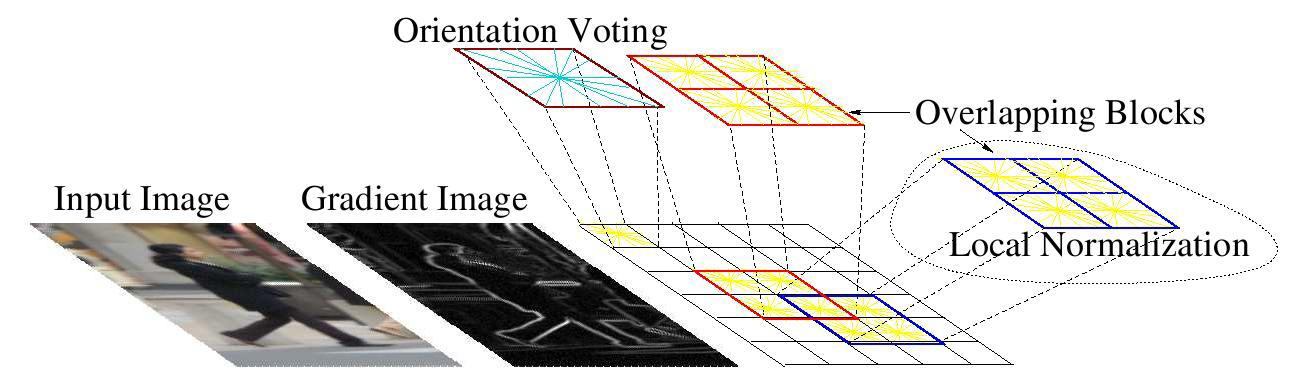 Orientation Voting
Overlapping Blocks
Input Image
Gradient Image
Local Normalization